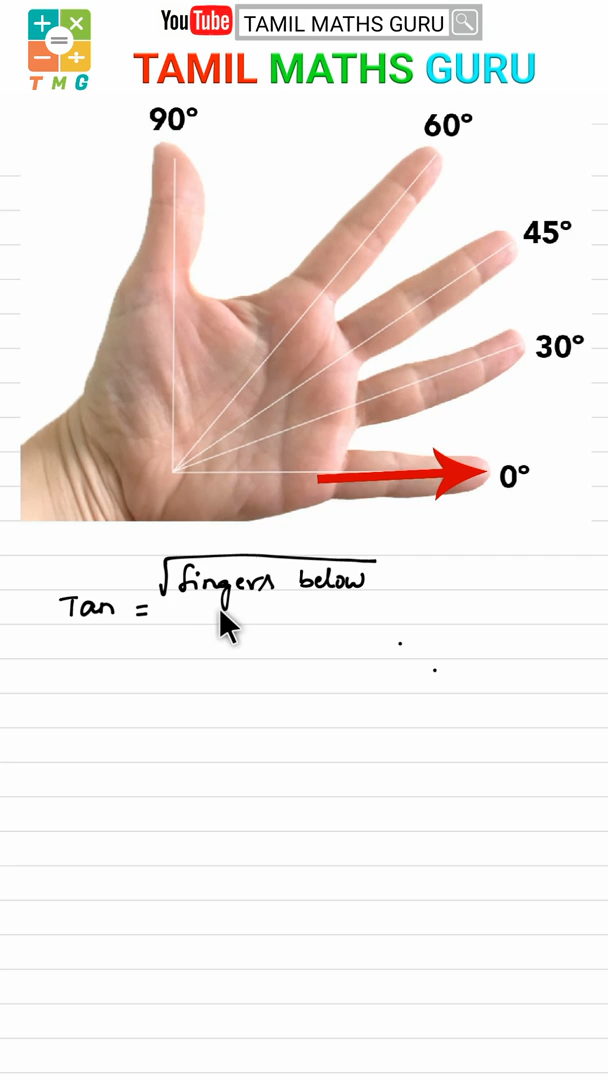 YouTube TAMIL MATHS GURU
TMG TAMIL MATHS GURU
90°
60°
45°
30°
0°
Tan = √fingers below